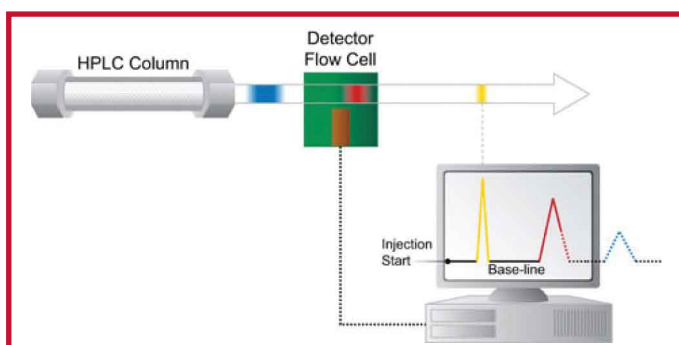 Detector
Flow Cell
HPLC Column
Injection
Start
Base-line